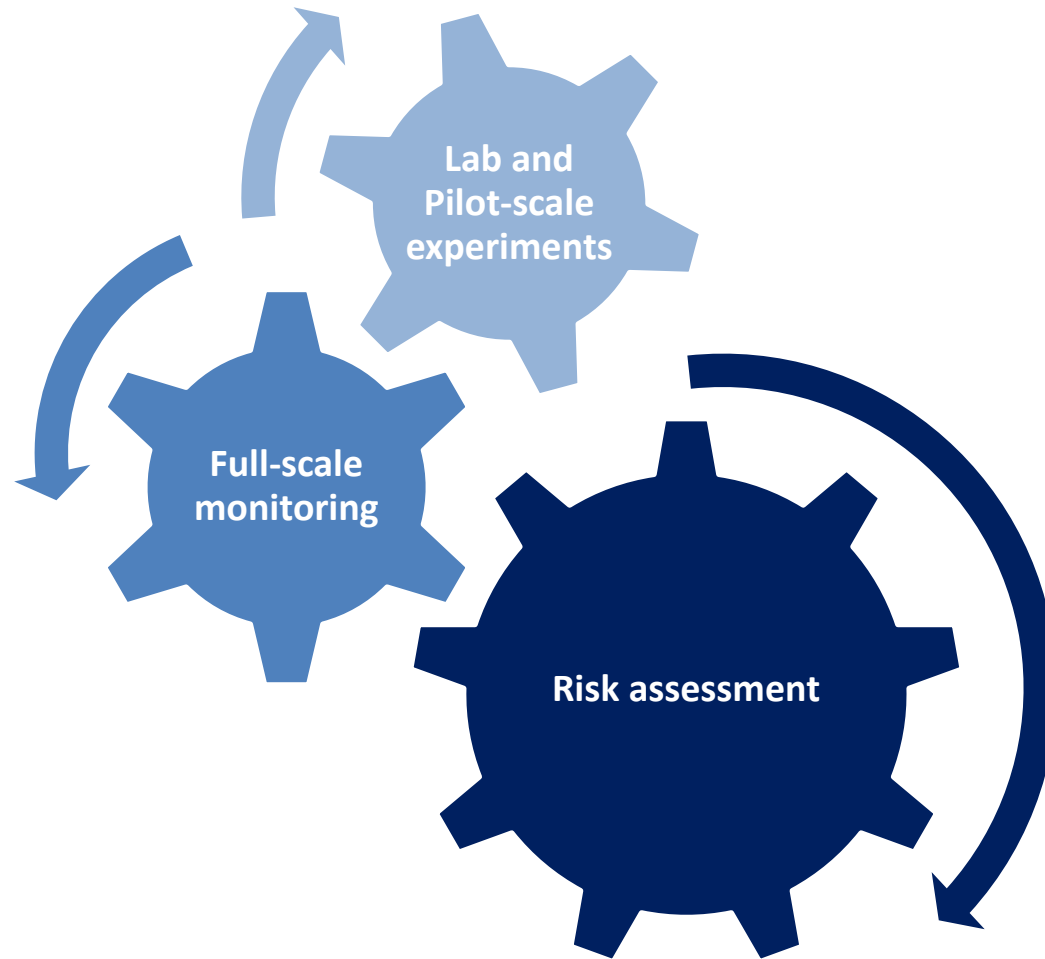 Lab and
Pilot-scale
experiments
Full-scale
monitoring
Risk assessment